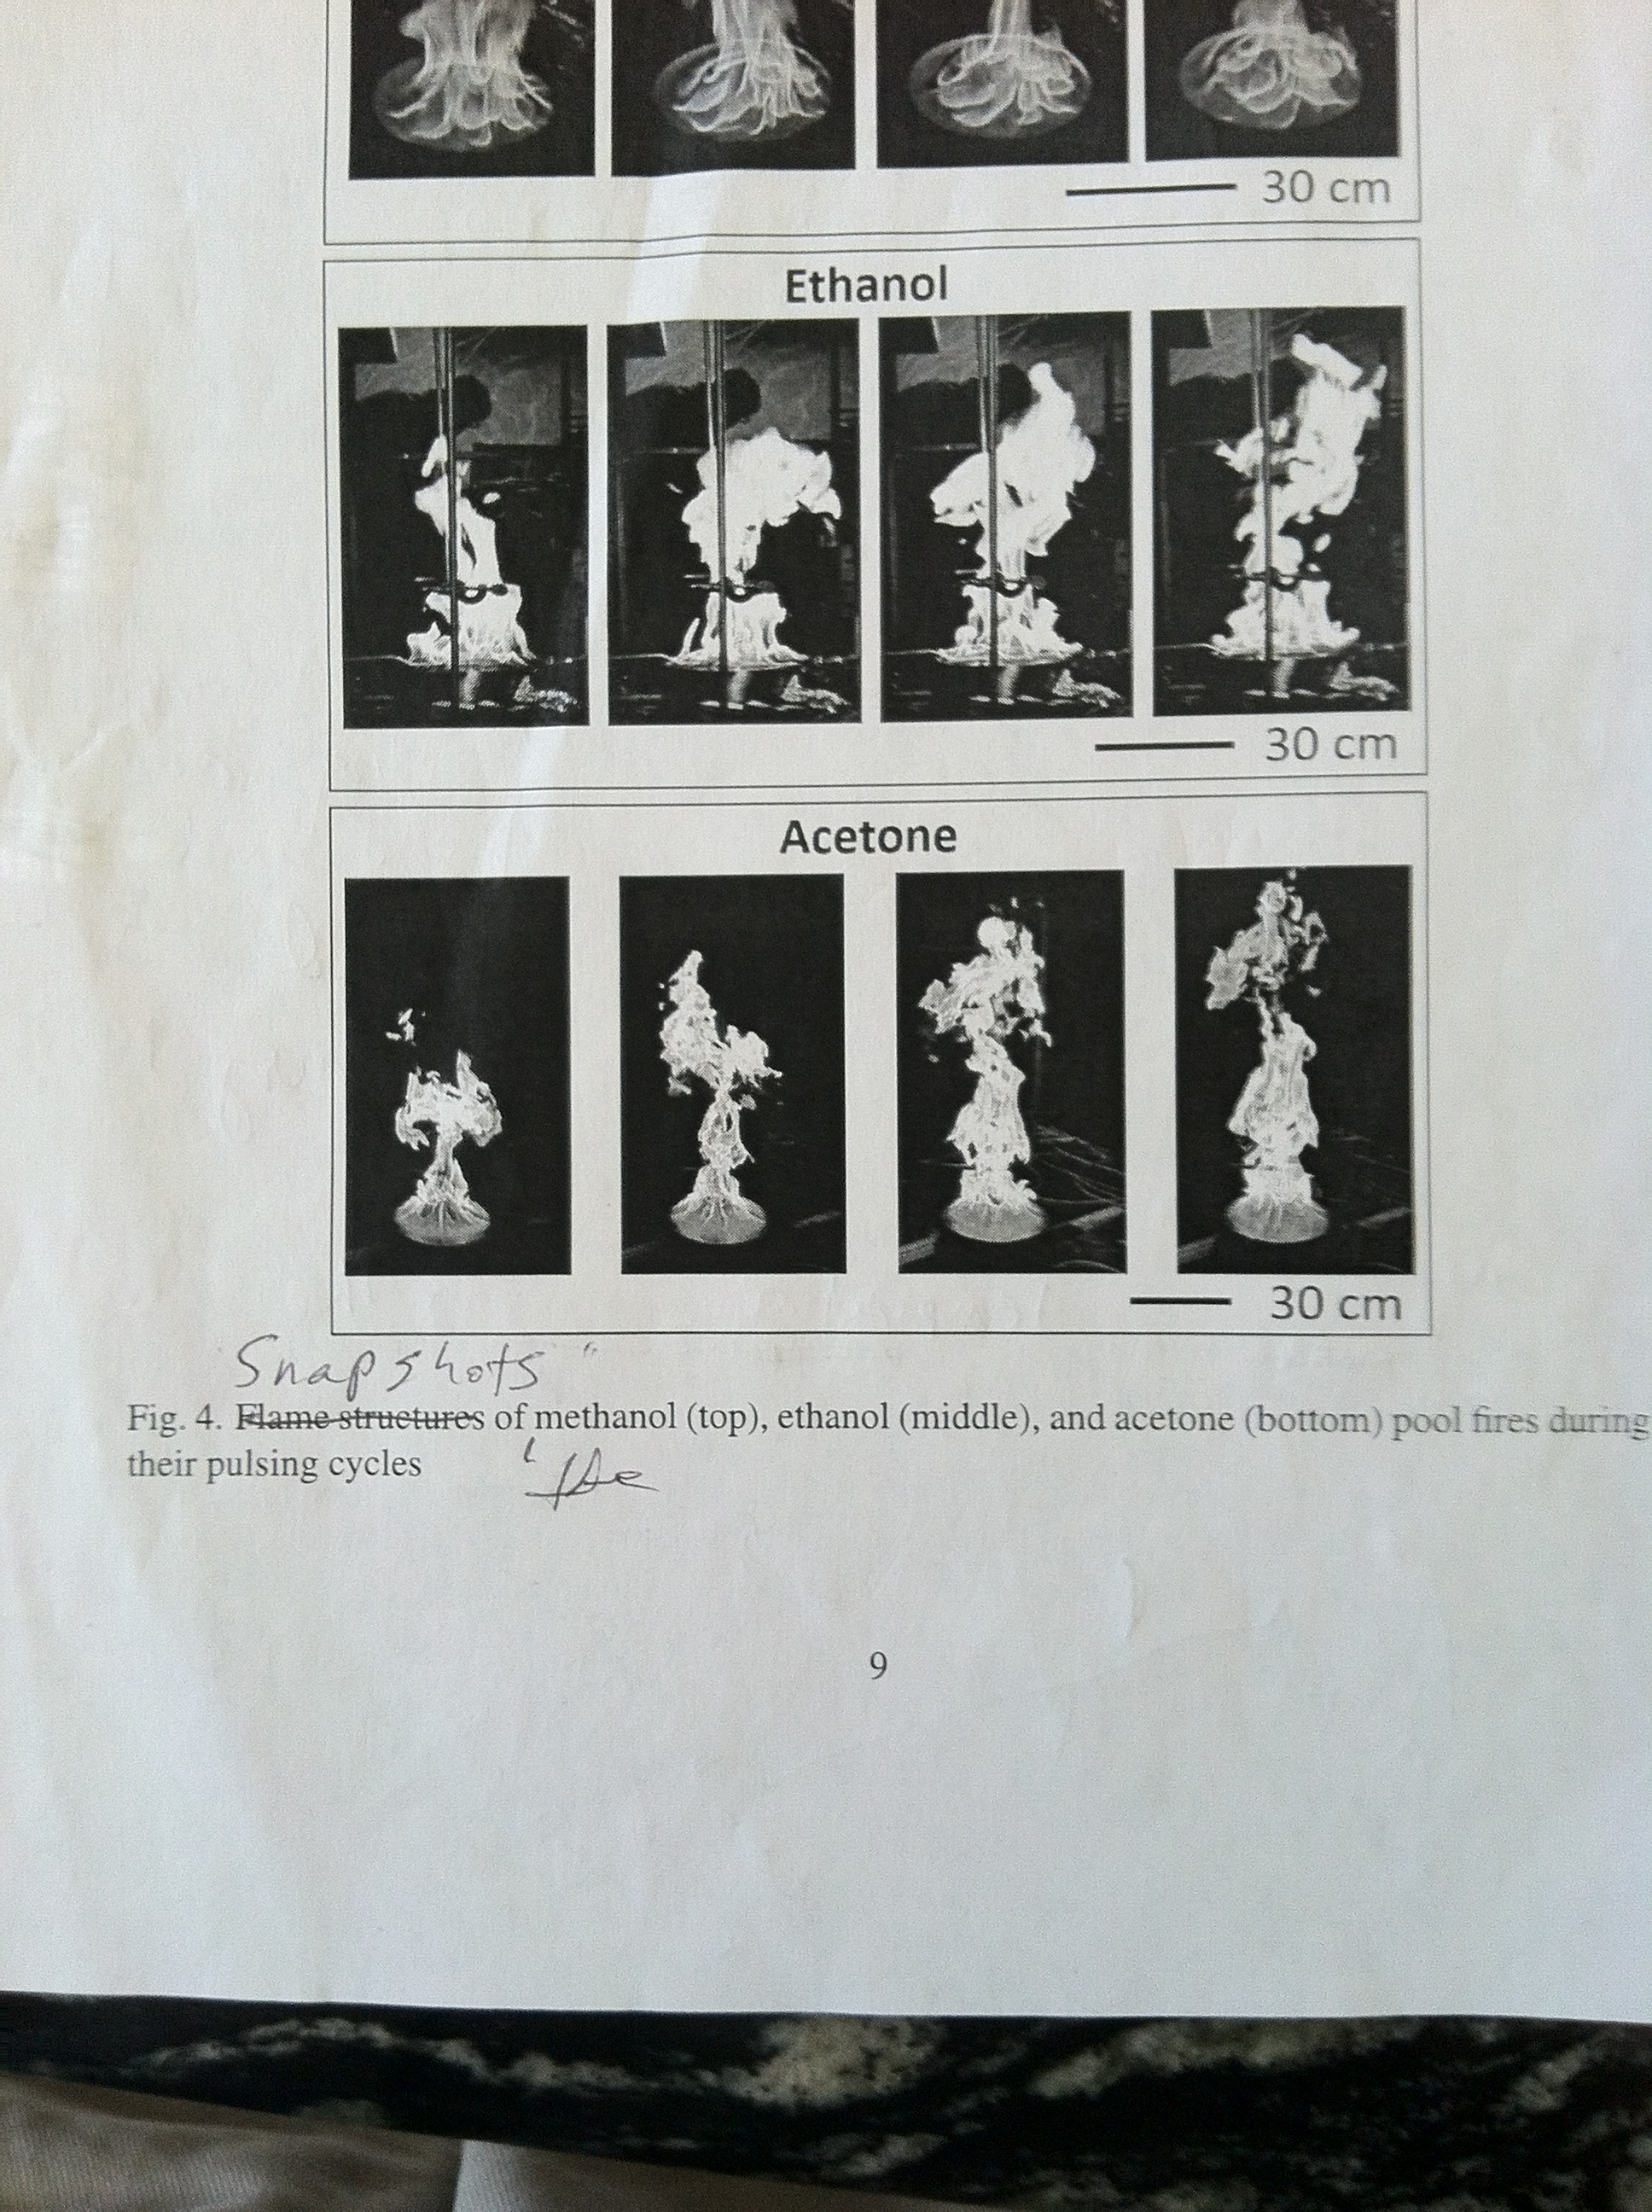 30 cm
Ethanol
30 cm
Acetone
30 cm
Snapshots
Fig. 4. Flame structures of methanol (top), ethanol (middle), and acetone (bottom) pool fires during
their pulsing cycles
the
9